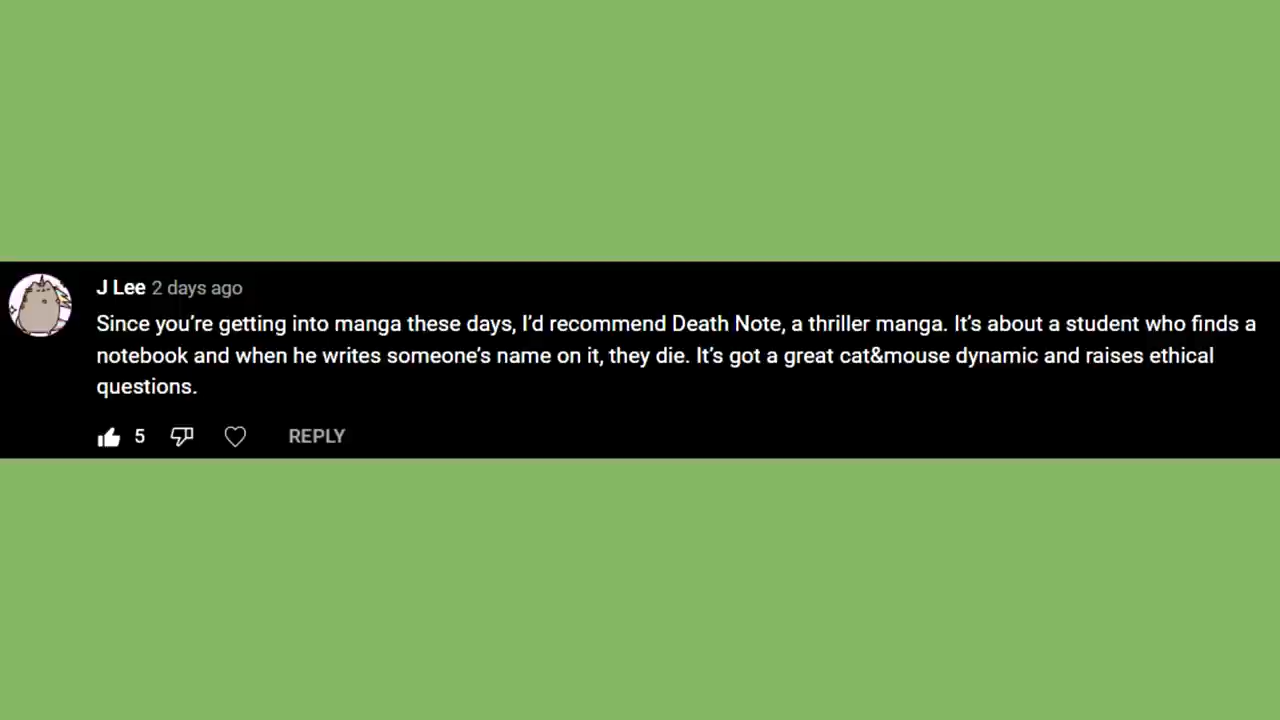 J Lee 2 days ago
Since you’re getting into manga these days, I’d recommend Death Note, a thriller manga. It’s about a student who finds a
notebook and when he writes someone’s name on it, they die. It’s got a great cat&mouse dynamic and raises ethical
questions.
5 REPLY